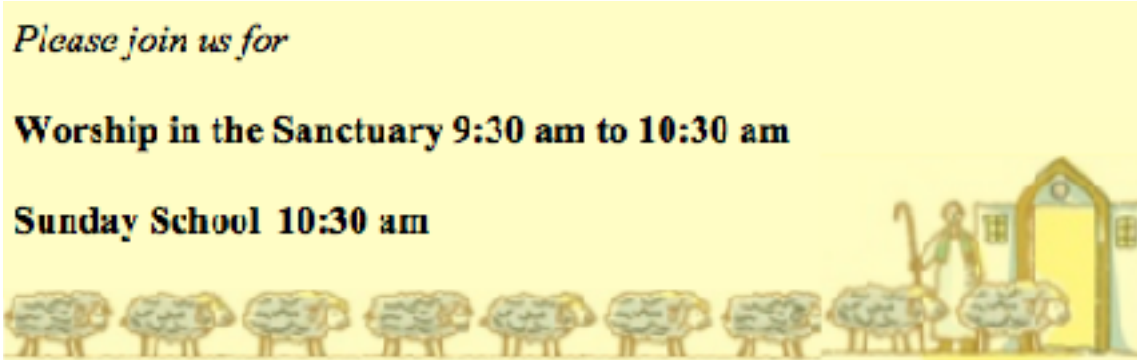 Please join us for
Worship in the Sanctuary 9:30 am to 10:30 am
Sunday School 10:30 am